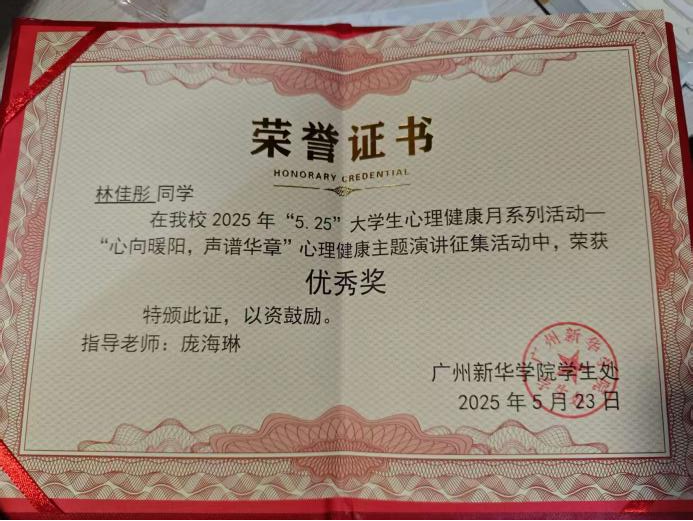 荣誉证书
HONORARY CREDENTIAL
林佳彤 同学
在我校 2025 年 “5.25” 大学生心理健康月系列活动—
“心向暖阳，声谱华章” 心理健康主题演讲征集活动中，荣获
优秀奖
特颁此证，以资鼓励。
指导老师：庞海琳
广州新华学院学生处
2025 年 5 月 23 日